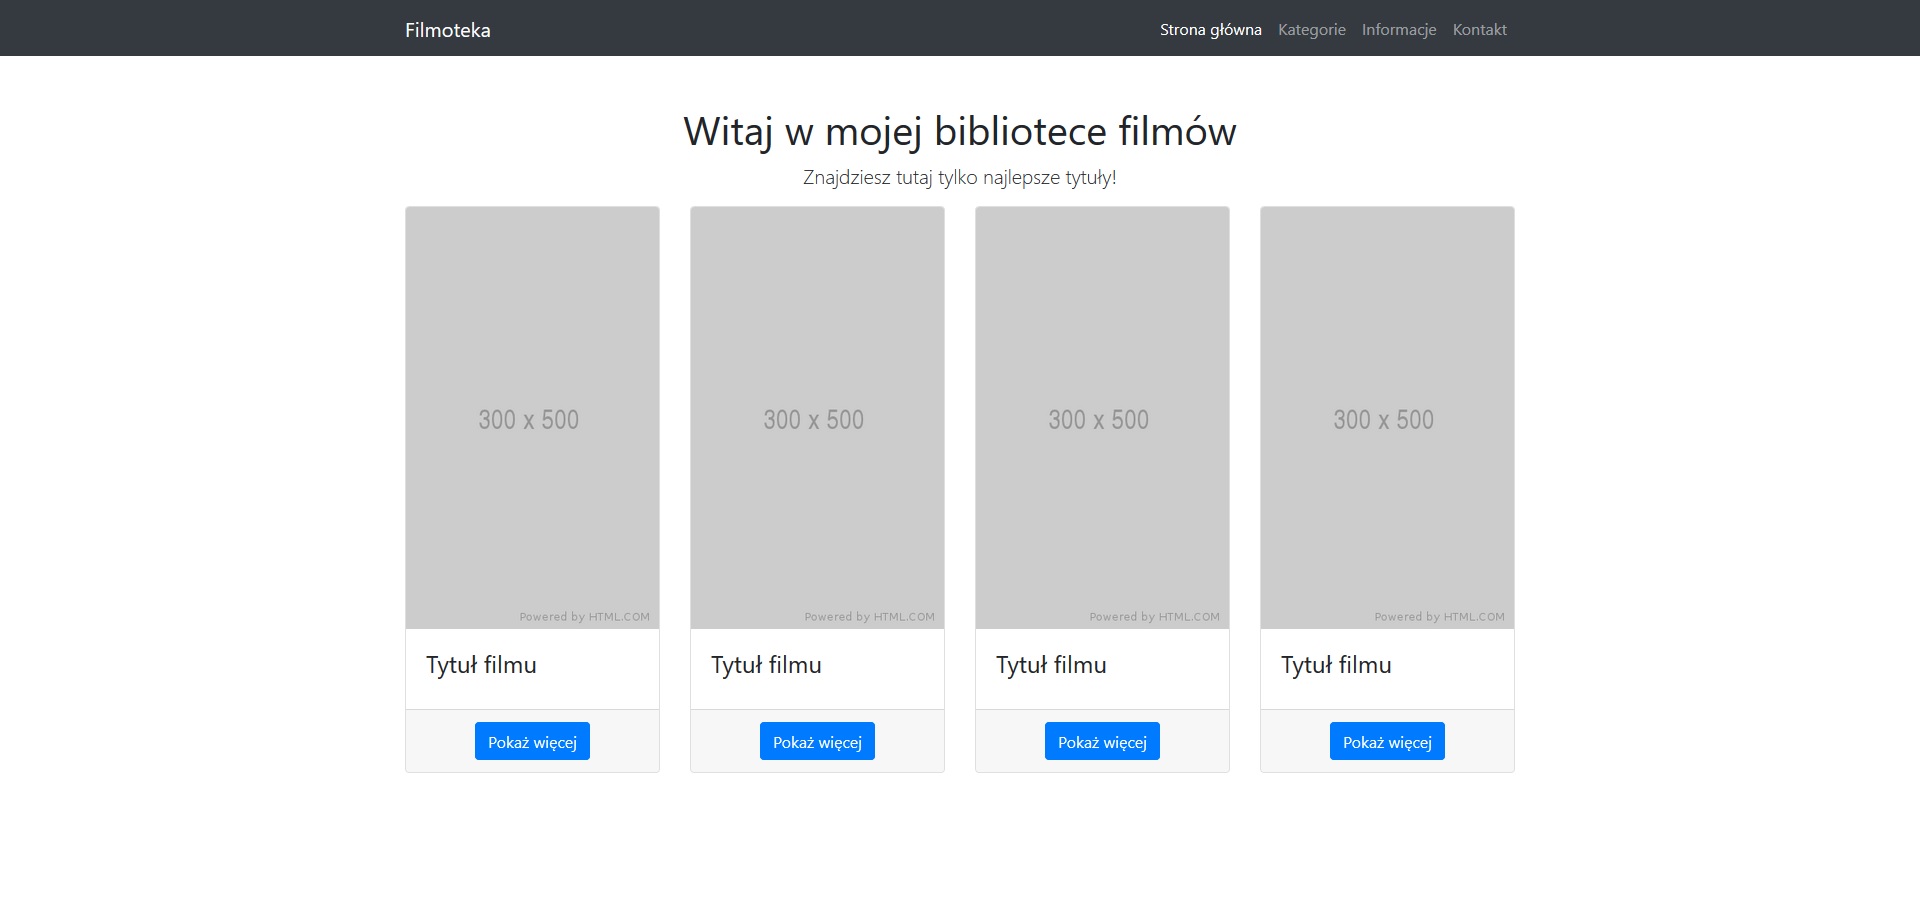 Filmoteka
Strona główna Kategorie Informacje Kontakt
Witaj w mojej bibliotece filmów
Znajdziesz tutaj tylko najlepsze tytuły!
300 x 500
Powered by HTML.COM
Tytuł filmu
Pokaż więcej
300 x 500
Powered by HTML.COM
Tytuł filmu
Pokaż więcej
300 x 500
Powered by HTML.COM
Tytuł filmu
Pokaż więcej
300 x 500
Powered by HTML.COM
Tytuł filmu
Pokaż więcej